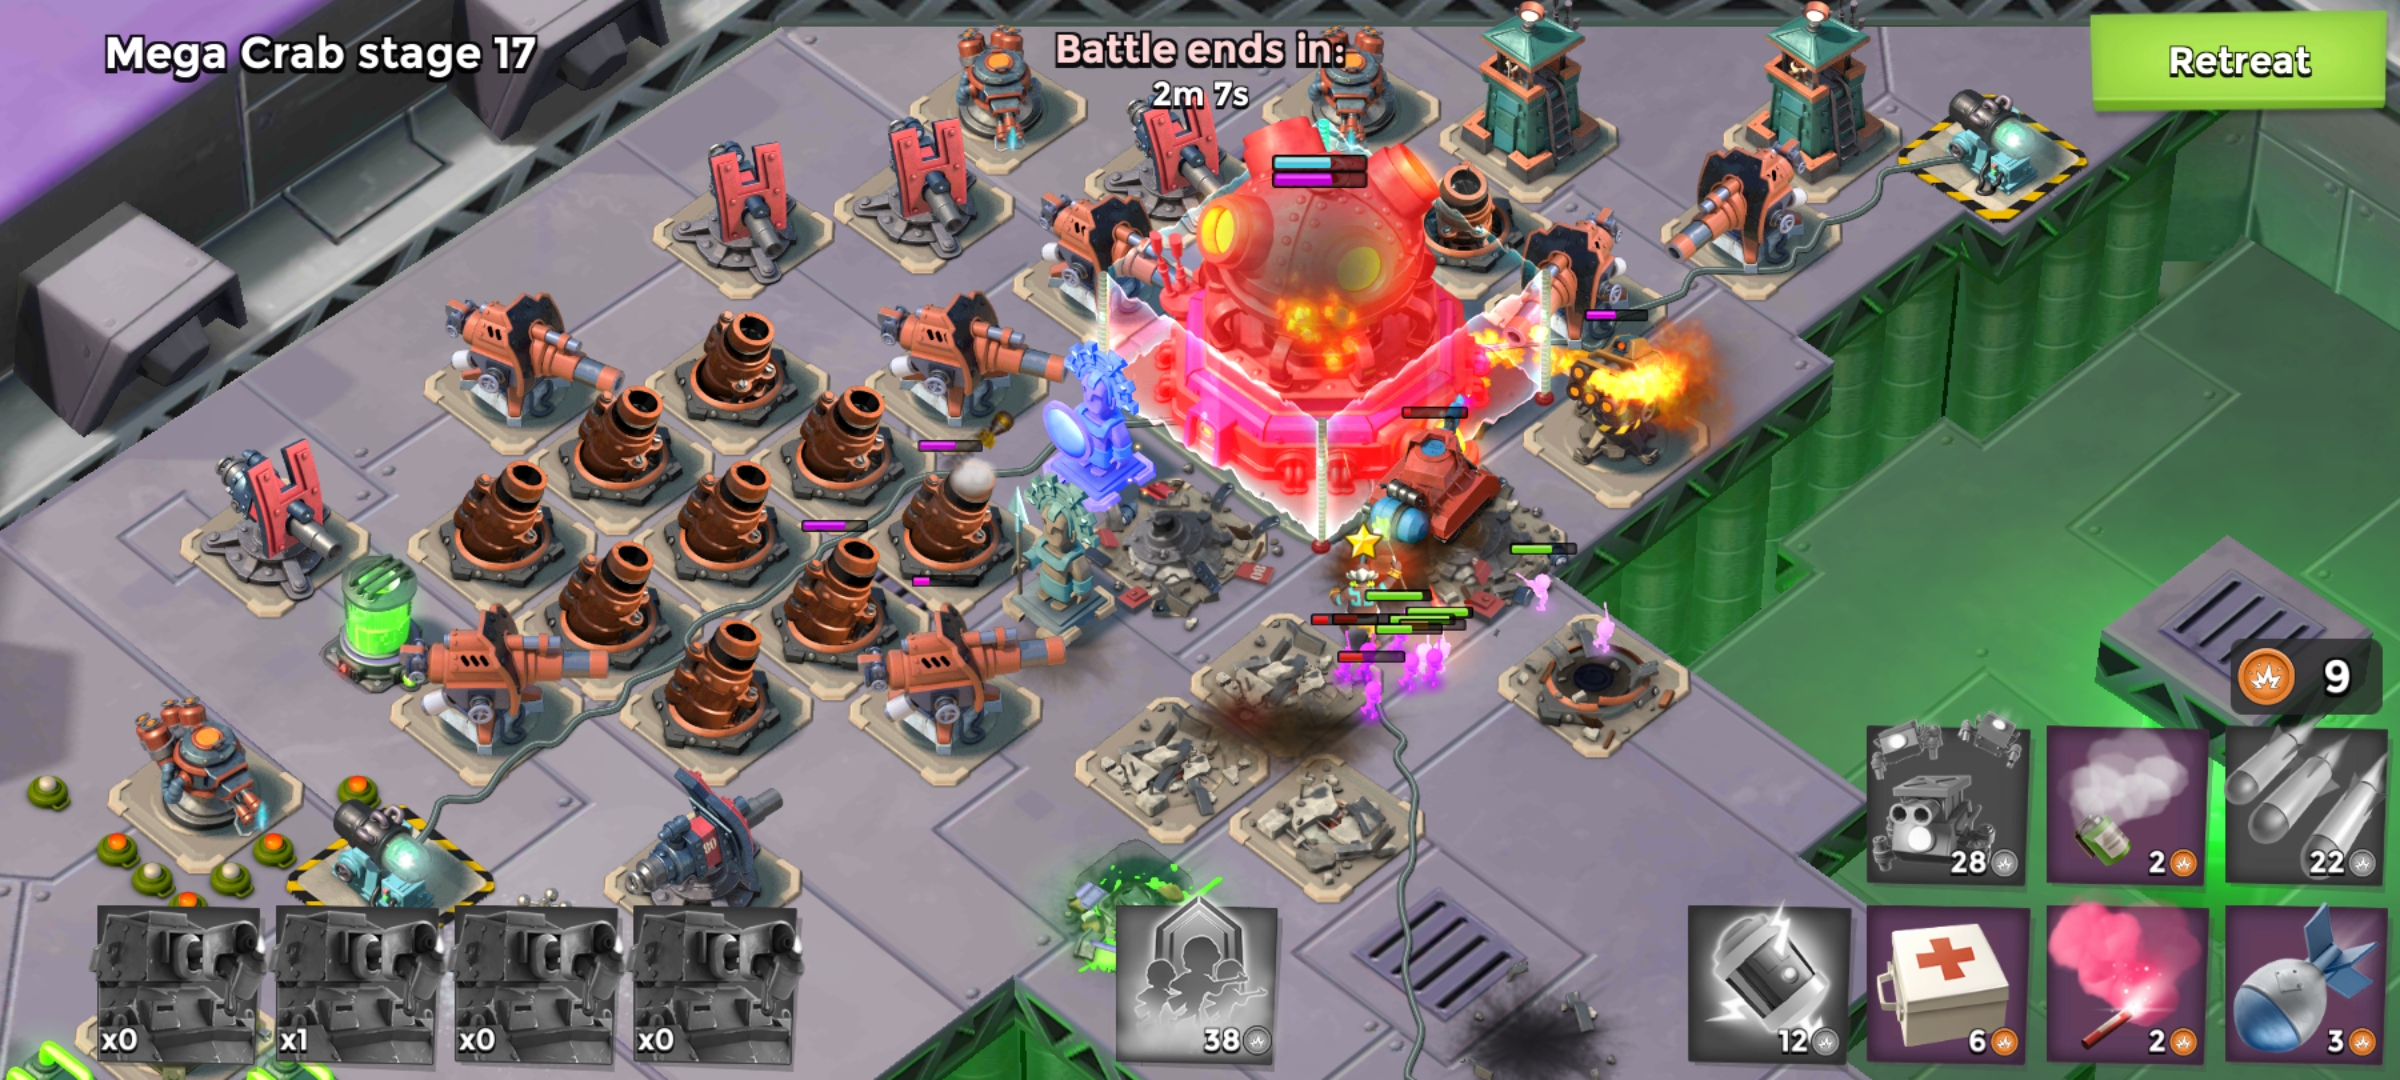 Mega Crab stage 17
Battle ends in:
2m 7s
Retreat
9
28
2
22
x0
x1
x0
x0
38
12
6
2
3